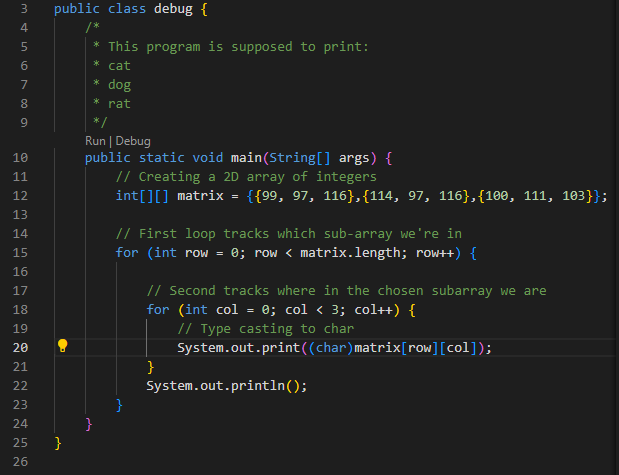 3 public class debug {
4 /*
5 * This program is supposed to print:
6 * cat
7 * dog
8 * rat
9 */
Run | Debug
10 public static void main(String[] args) {
11 // Creating a 2D array of integers
12 int[][] matrix = {{99, 97, 116},{114, 97, 116},{100, 111, 103}};
13
14 // First loop tracks which sub-array we're in
15 for (int row = 0; row < matrix.length; row++) {
16
17 // Second tracks where in the chosen subarray we are
18 for (int col = 0; col < 3; col++) {
19 // Type casting to char
20 System.out.print((char)matrix[row][col]);
21 }
22 System.out.println();
23 }
24 }
25 }
26